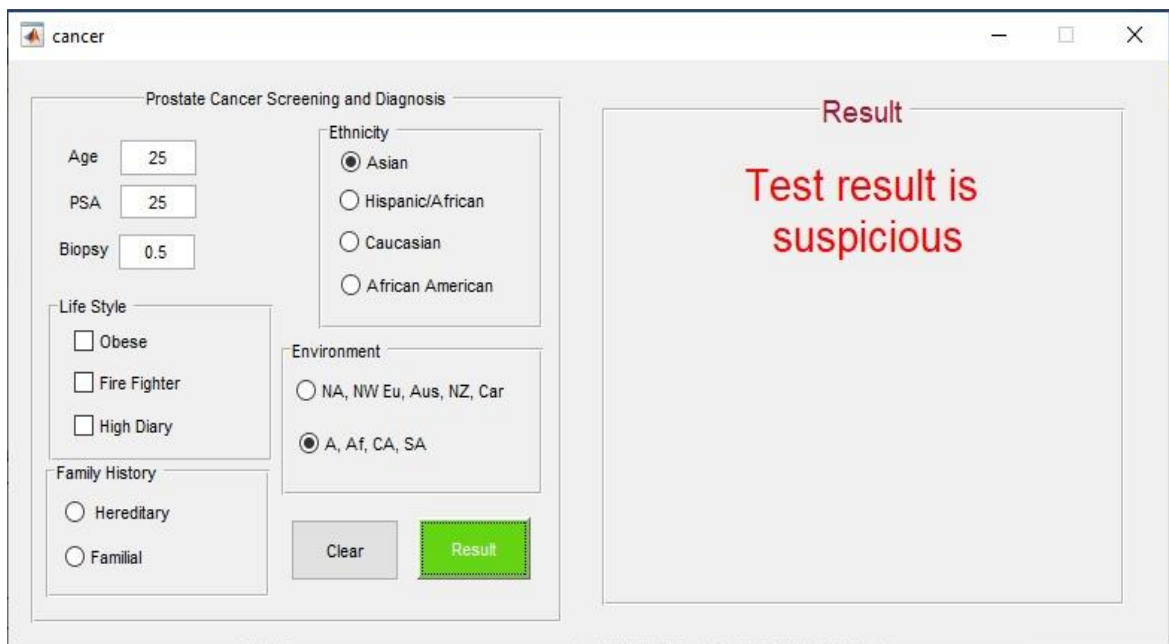 cancer
Prostate Cancer Screening and Diagnosis
Age 25
PSA 25
Biopsy 0.5
Ethnicity
Asian
Hispanic/African
Caucasian
African American
Life Style
Obese
Fire Fighter
High Diary
Environment
NA, NW Eu, Aus, NZ, Car
A, Af, CA, SA
Family History
Hereditary
Familial
Clear
Result
Result
Test result is
suspicious